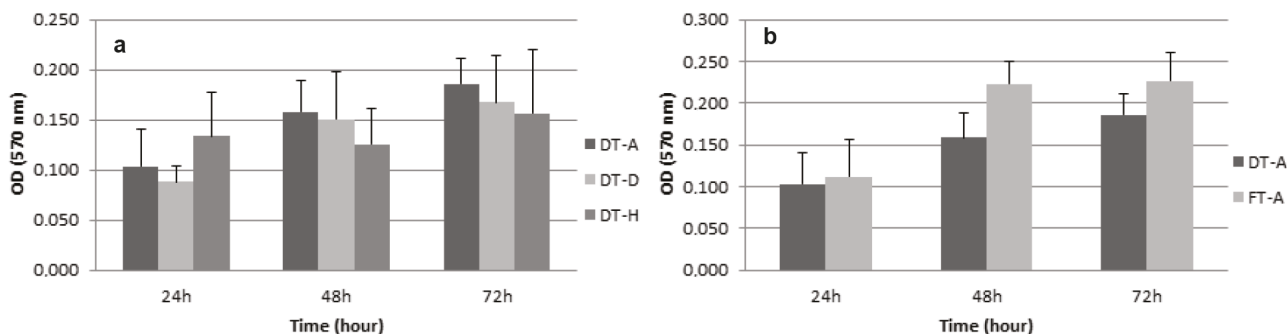 a
OD (570 nm)
0.250
0.200
0.150
0.100
0.050
0,000
24h
48h
72h
Time (hour)
DT-A
DT-D
DT-H
b
OD (570 nm)
0.300
0.250
0.200
0.150
0.100
0.050
0,000
24h
48h
72h
Time (hour)
DT-A
FT-A